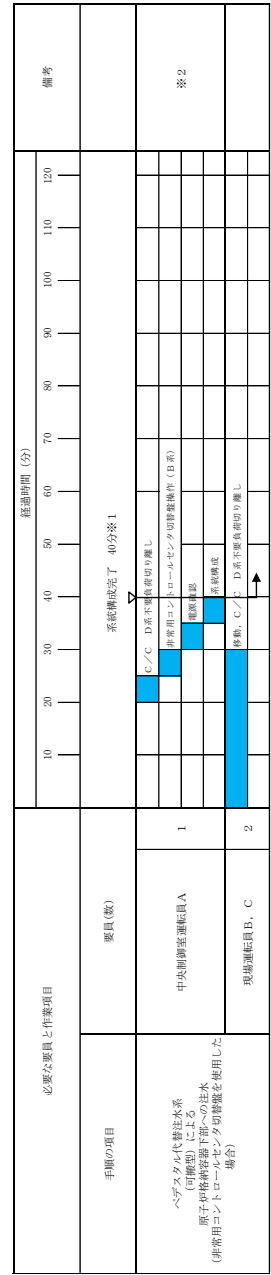 必要な要員と作業項目
経過時間(分)
備考
手順の項目
要員(数)
10 20 30 40 50 60 70 80 90 100 110 120
系統構成完了 40分※1
ペデスタル代替注水系
(可搬型)による
原子炉格納容器下部への注水
(非常用コントロールセンタ切替盤を使用した
場合)
中央制御室運転員A
1
C/C D系不要負荷切り離し
非常用コントロールセンタ切替盤操作(B系)
電源確認
系統構成
※2
現場運転員B,C
2
移動,C/C D系不要負荷切り離し